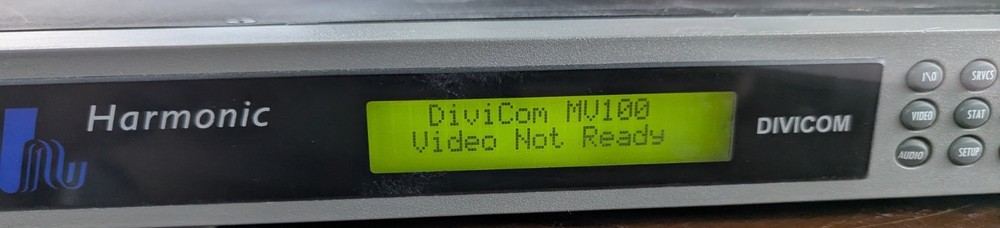 Harmonic
DiviCom MV100
Video Not Ready
DIVICOM
I\O
SRVCS
VIDEO
STAT
AUDIO
SETUP